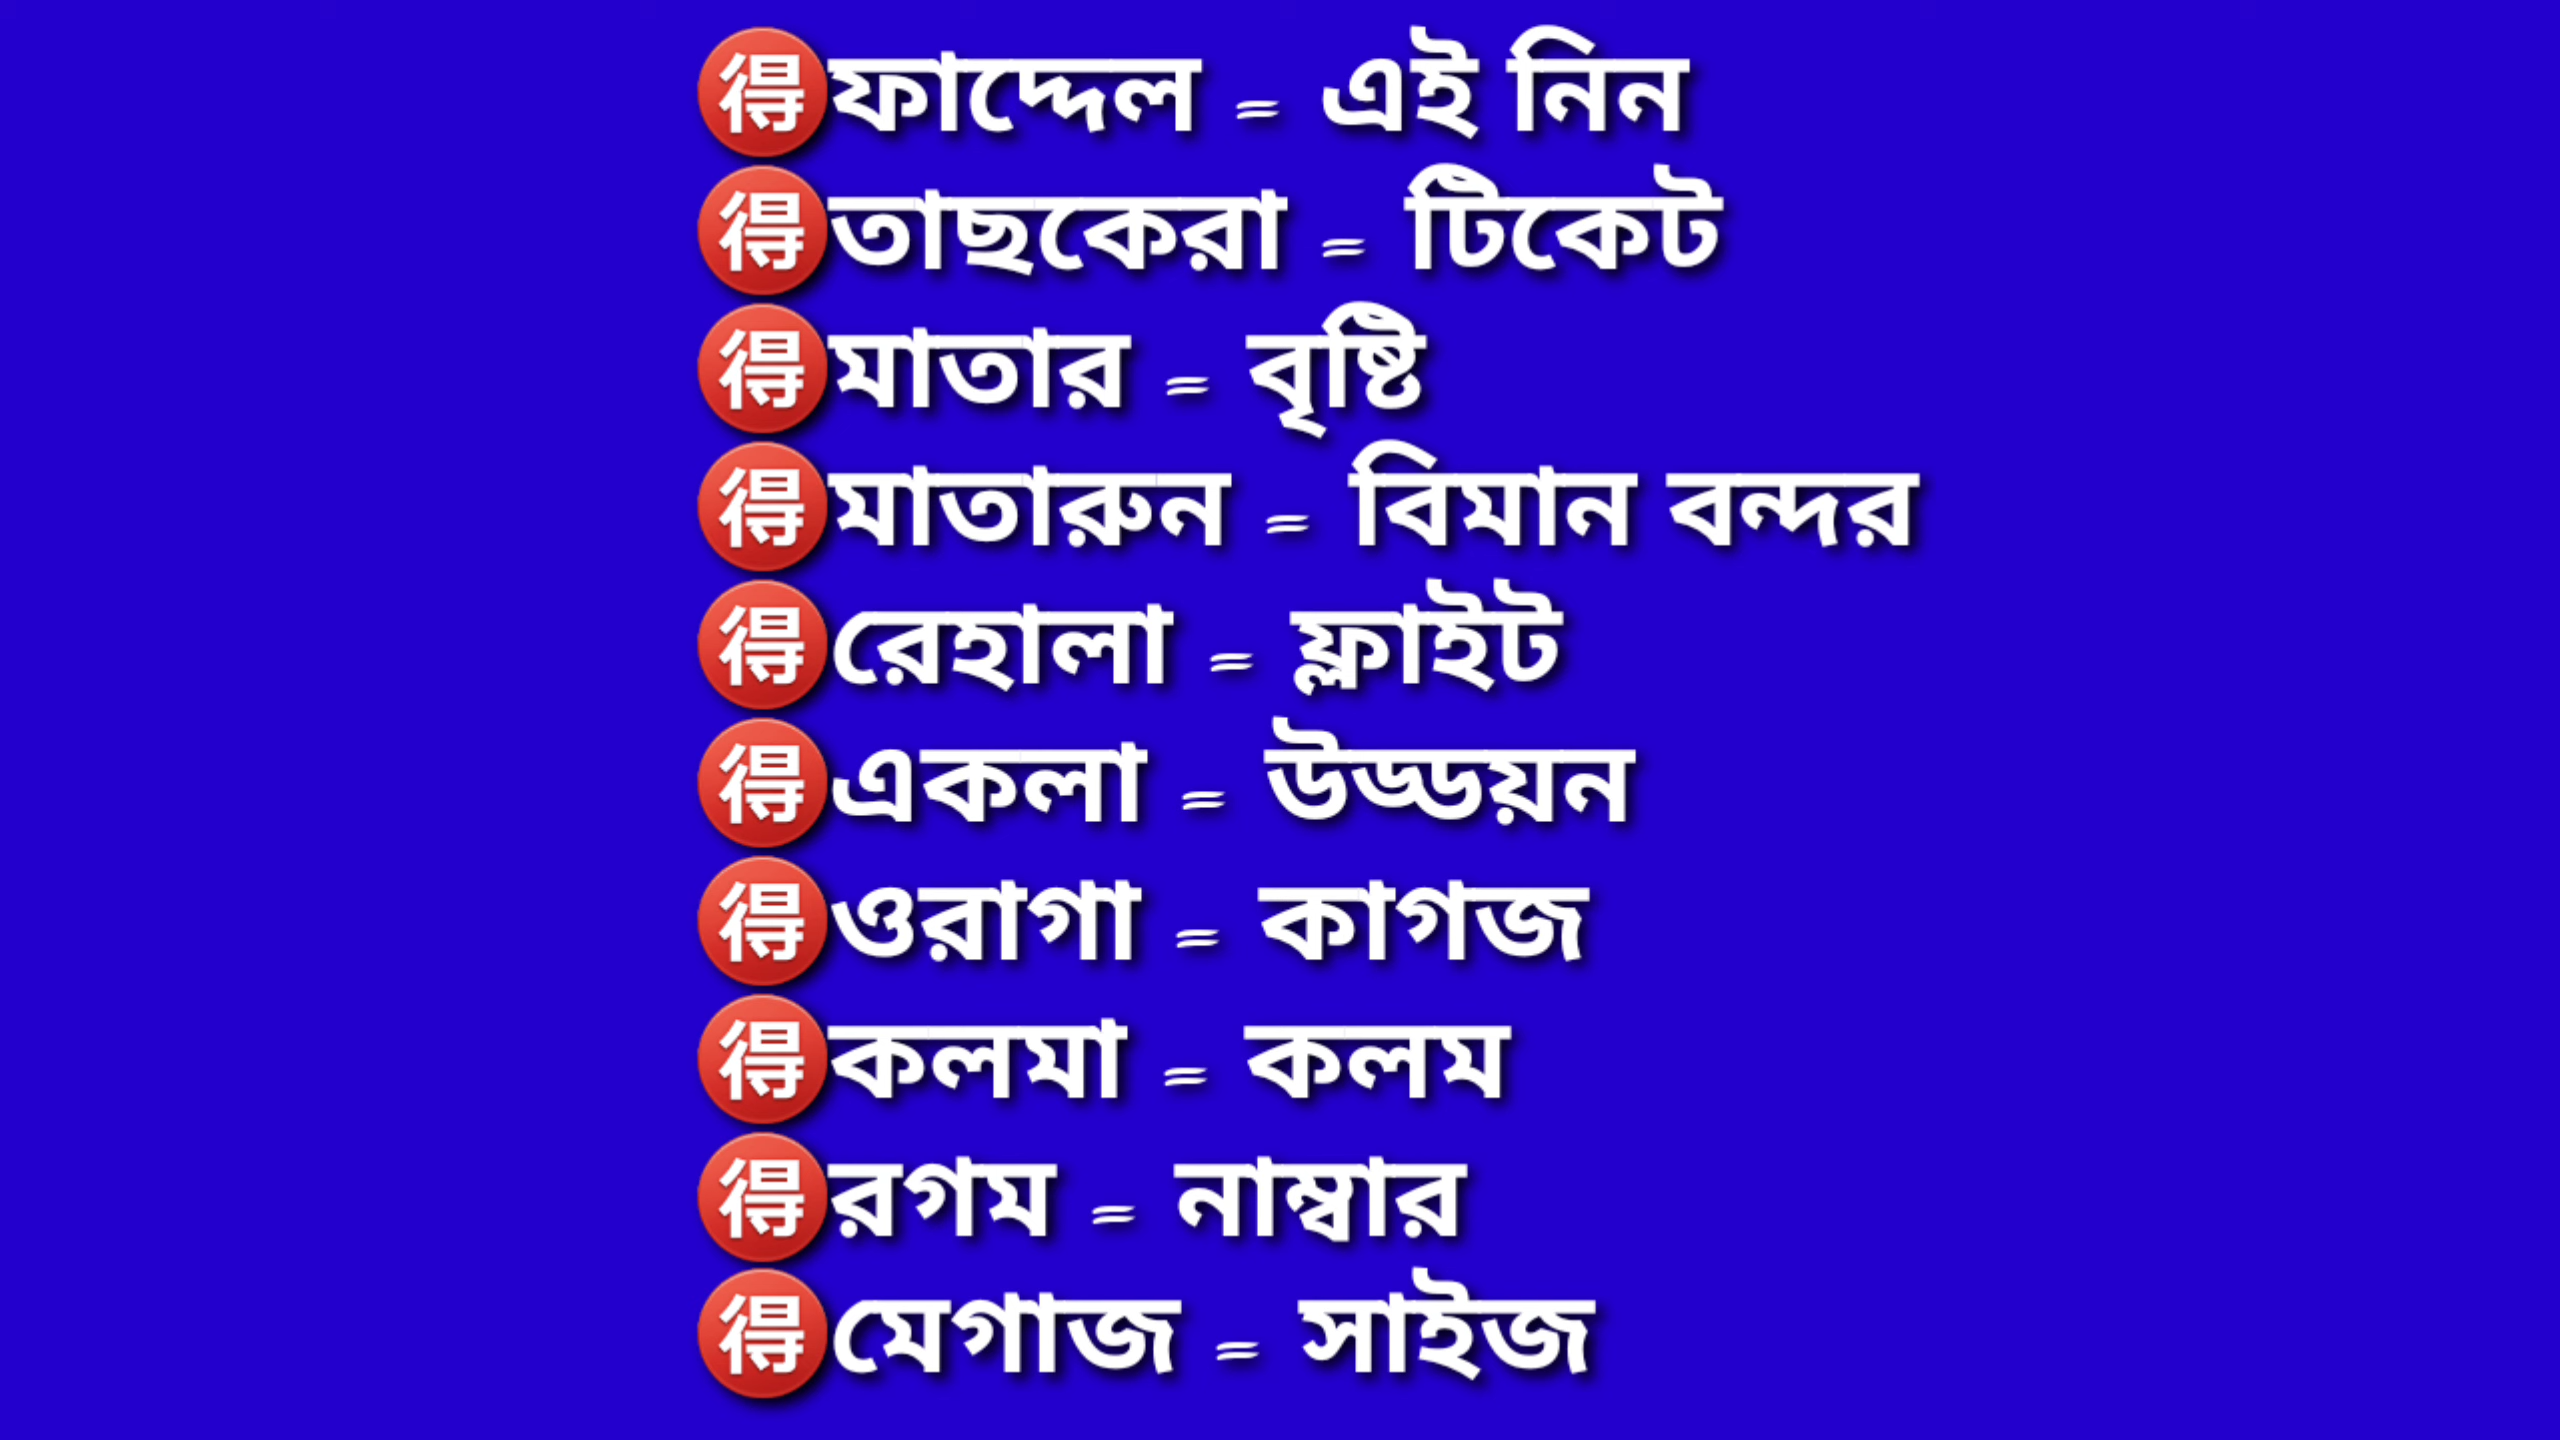 🉐ফাদ্দেল = এই নিন
🉐তাছকেরা = টিকেট
🉐মাতার = বৃষ্টি
🉐মাতারুন = বিমান বন্দর
🉐রেহালা = ফ্লাইট
🉐একলা = উড্ডয়ন
🉐ওরাগা = কাগজ
🉐কলমা = কলম
🉐রগম = নাম্বার
🉐মেগাজ = সাইজ